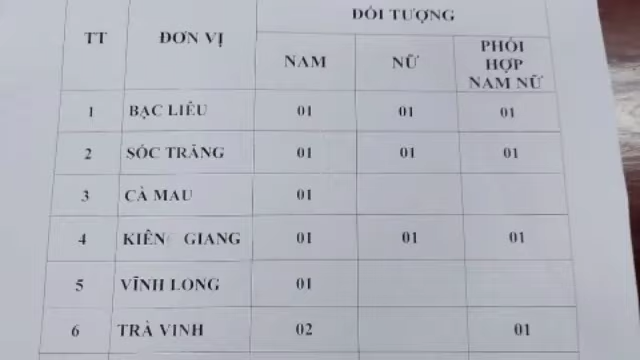 TT ĐƠN VỊ ĐỐI TƯỢNG
NAM NỮ PHỐI HỢP NAM NỮ
1 BẠC LIÊU 01 01 01
2 SÓC TRĂNG 01 01 01
3 CÀ MAU 01
4 KIÊN GIANG 01 01 01
5 VĨNH LONG 01
6 TRÀ VINH 02 01